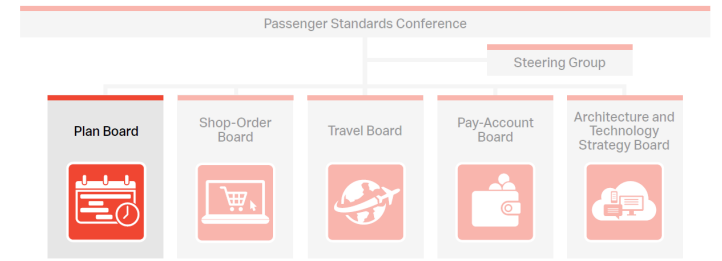 Passenger Standards Conference
Steering Group
Plan Board
Shop-Order
Board
Travel Board
Pay-Account
Board
Architecture and
Technology
Strategy Board